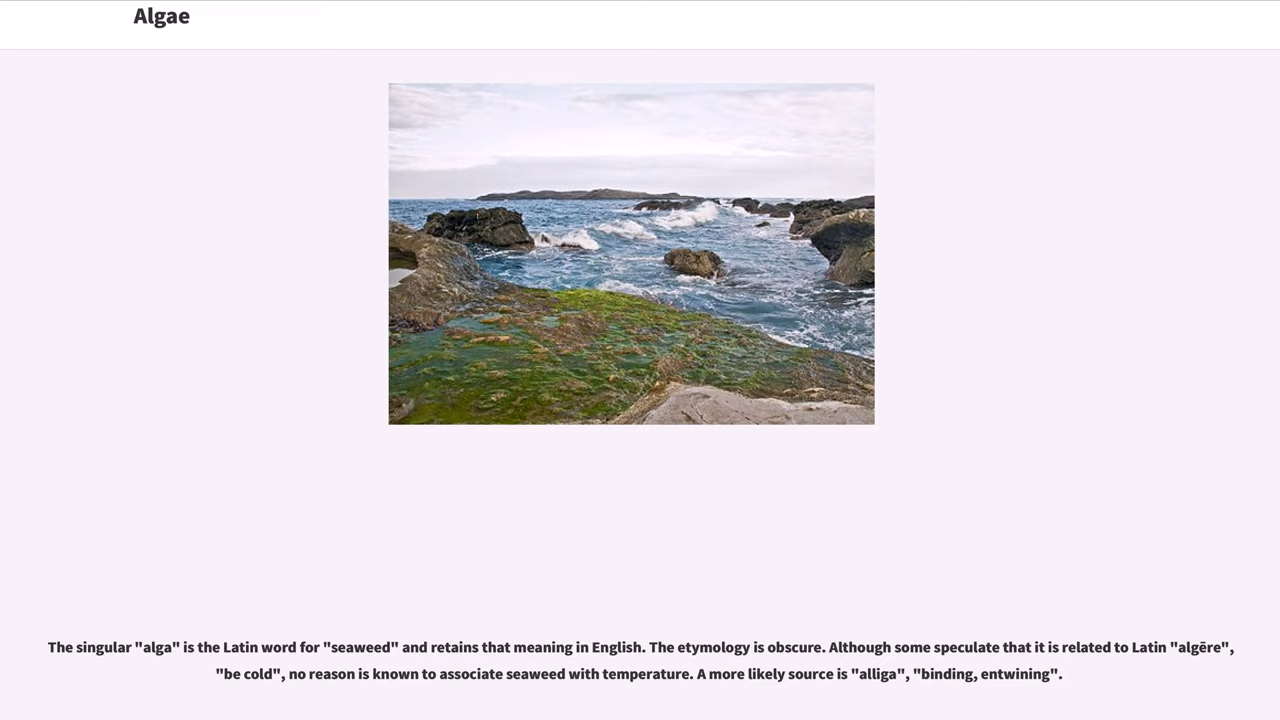 Algae
The singular "alga" is the Latin word for "seaweed" and retains that meaning in English. The etymology is obscure. Although some speculate that it is related to Latin "algēre",
"be cold", no reason is known to associate seaweed with temperature. A more likely source is "alliga", "binding, entwining".